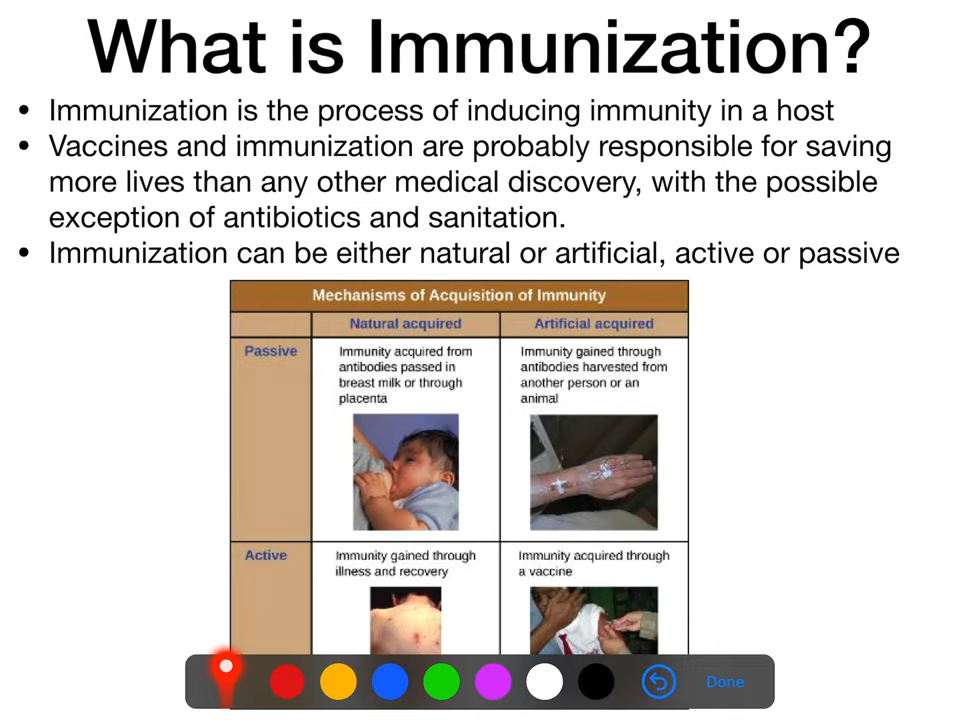 What is Immunization?
• Immunization is the process of inducing immunity in a host
• Vaccines and immunization are probably responsible for saving
more lives than any other medical discovery, with the possible
exception of antibiotics and sanitation.
• Immunization can be either natural or artificial, active or passive
Mechanisms of Acquisition of Immunity
Natural acquired
Artificial acquired
Passive
Immunity acquired from
antibodies passed in
breast milk or through
placenta
Immunity gained through
antibodies harvested from
another person or an
animal
Active
Immunity gained through
illness and recovery
Immunity acquired through
a vaccine
Done